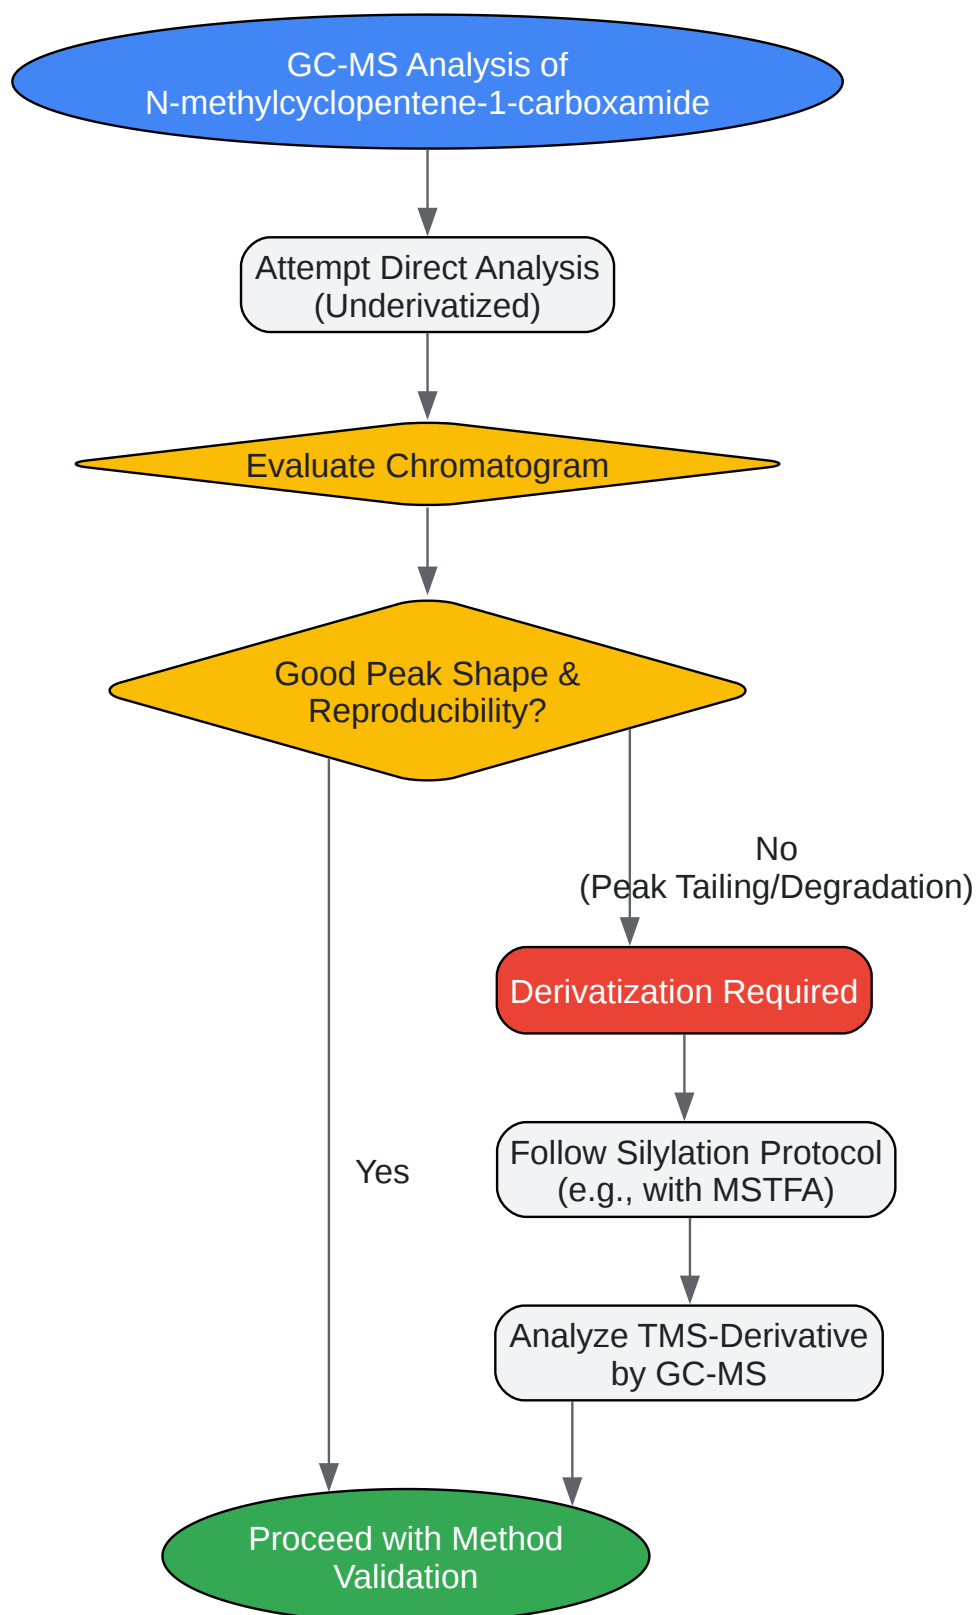 GC-MS Analysis of
N-methylcyclopentene-1-carboxamide
Attempt Direct Analysis
(Underivatized)
Evaluate Chromatogram
Good Peak Shape &
Reproducibility?
No
(Peak Tailing/Degradation)
Derivatization Required
Follow Silylation Protocol
(e.g., with MSTFA)
Yes
Analyze TMS-Derivative
by GC-MS
Proceed with Method
Validation